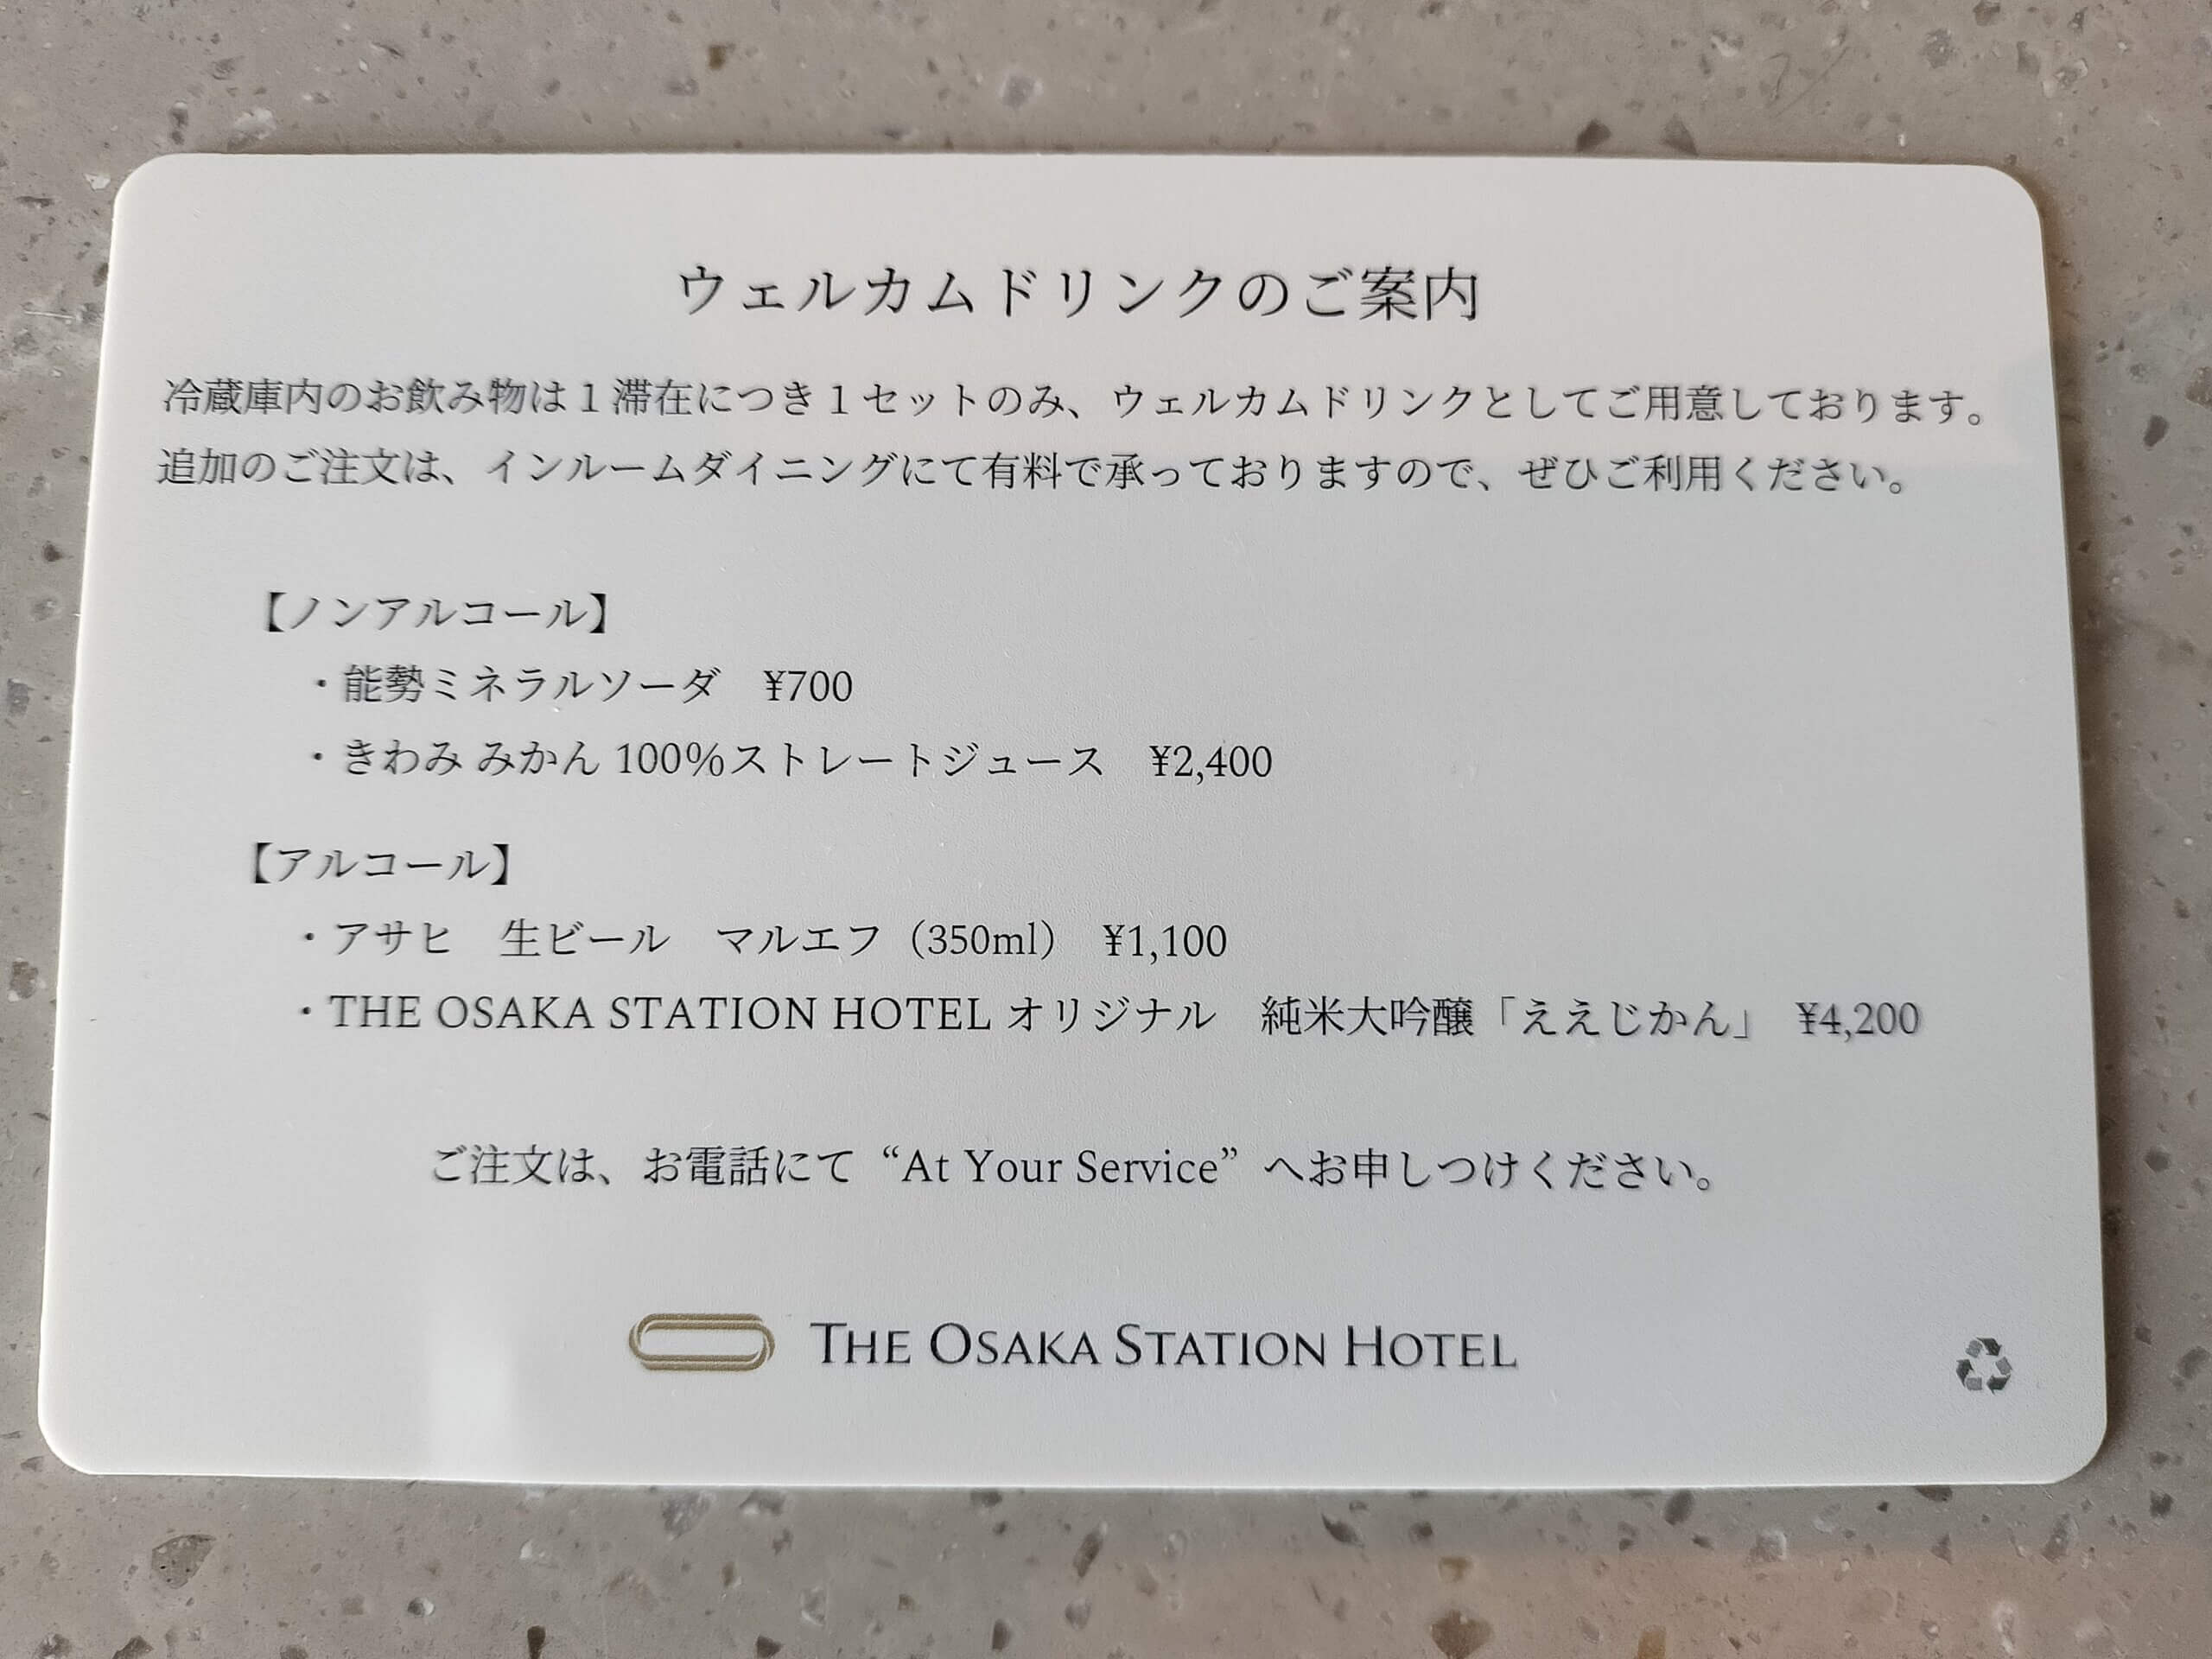 ウェルカムドリンクのご案内
冷蔵庫内のお飲み物は1滞在につき1セットのみ、ウェルカムドリンクとしてご用意しております。
追加のご注文は、インルームダイニングにて有料で承っておりますので、ぜひご利用ください。
【ノンアルコール】
・能勢ミネラルソーダ　¥700
・きわみ みかん 100%ストレートジュース　¥2,400
【アルコール】
・アサヒ　生ビール　マルエフ（350ml）　¥1,100
・THE OSAKA STATION HOTEL オリジナル　純米大吟醸「ええじかん」　¥4,200
ご注文は、お電話にて “At Your Service” へお申しつけください。
THE OSAKA STATION HOTEL